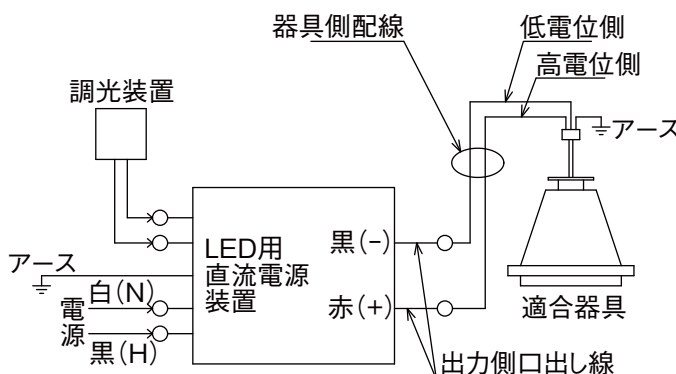 器具側配線
低電位側
高電位側
調光装置
アース
LED用
直流電源
装置
黒(-)
赤(+)
アース
電源
白(N)
黒(H)
適合器具
出力側口出し線